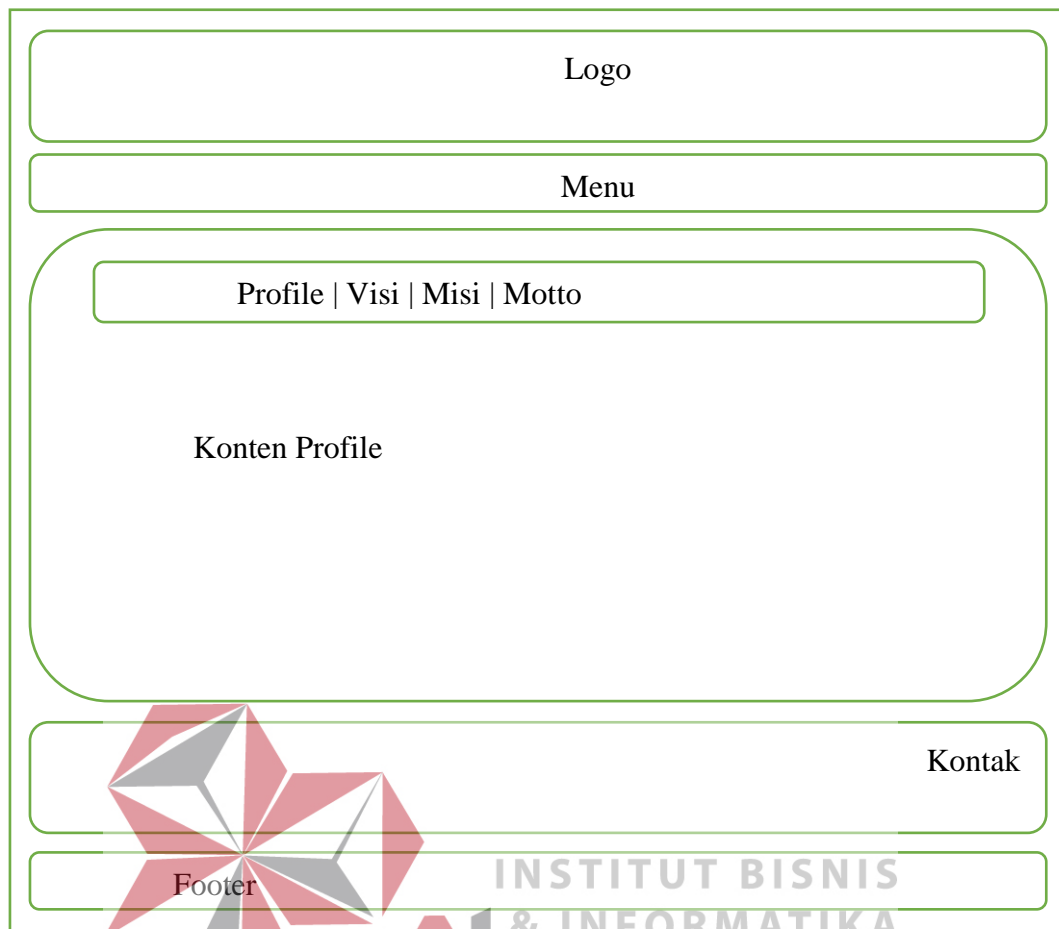 Logo
Menu
Profile | Visi | Misi | Motto
Konten Profile
Kontak
Footer
INSTITUT BISNIS
& INFORMATIKA